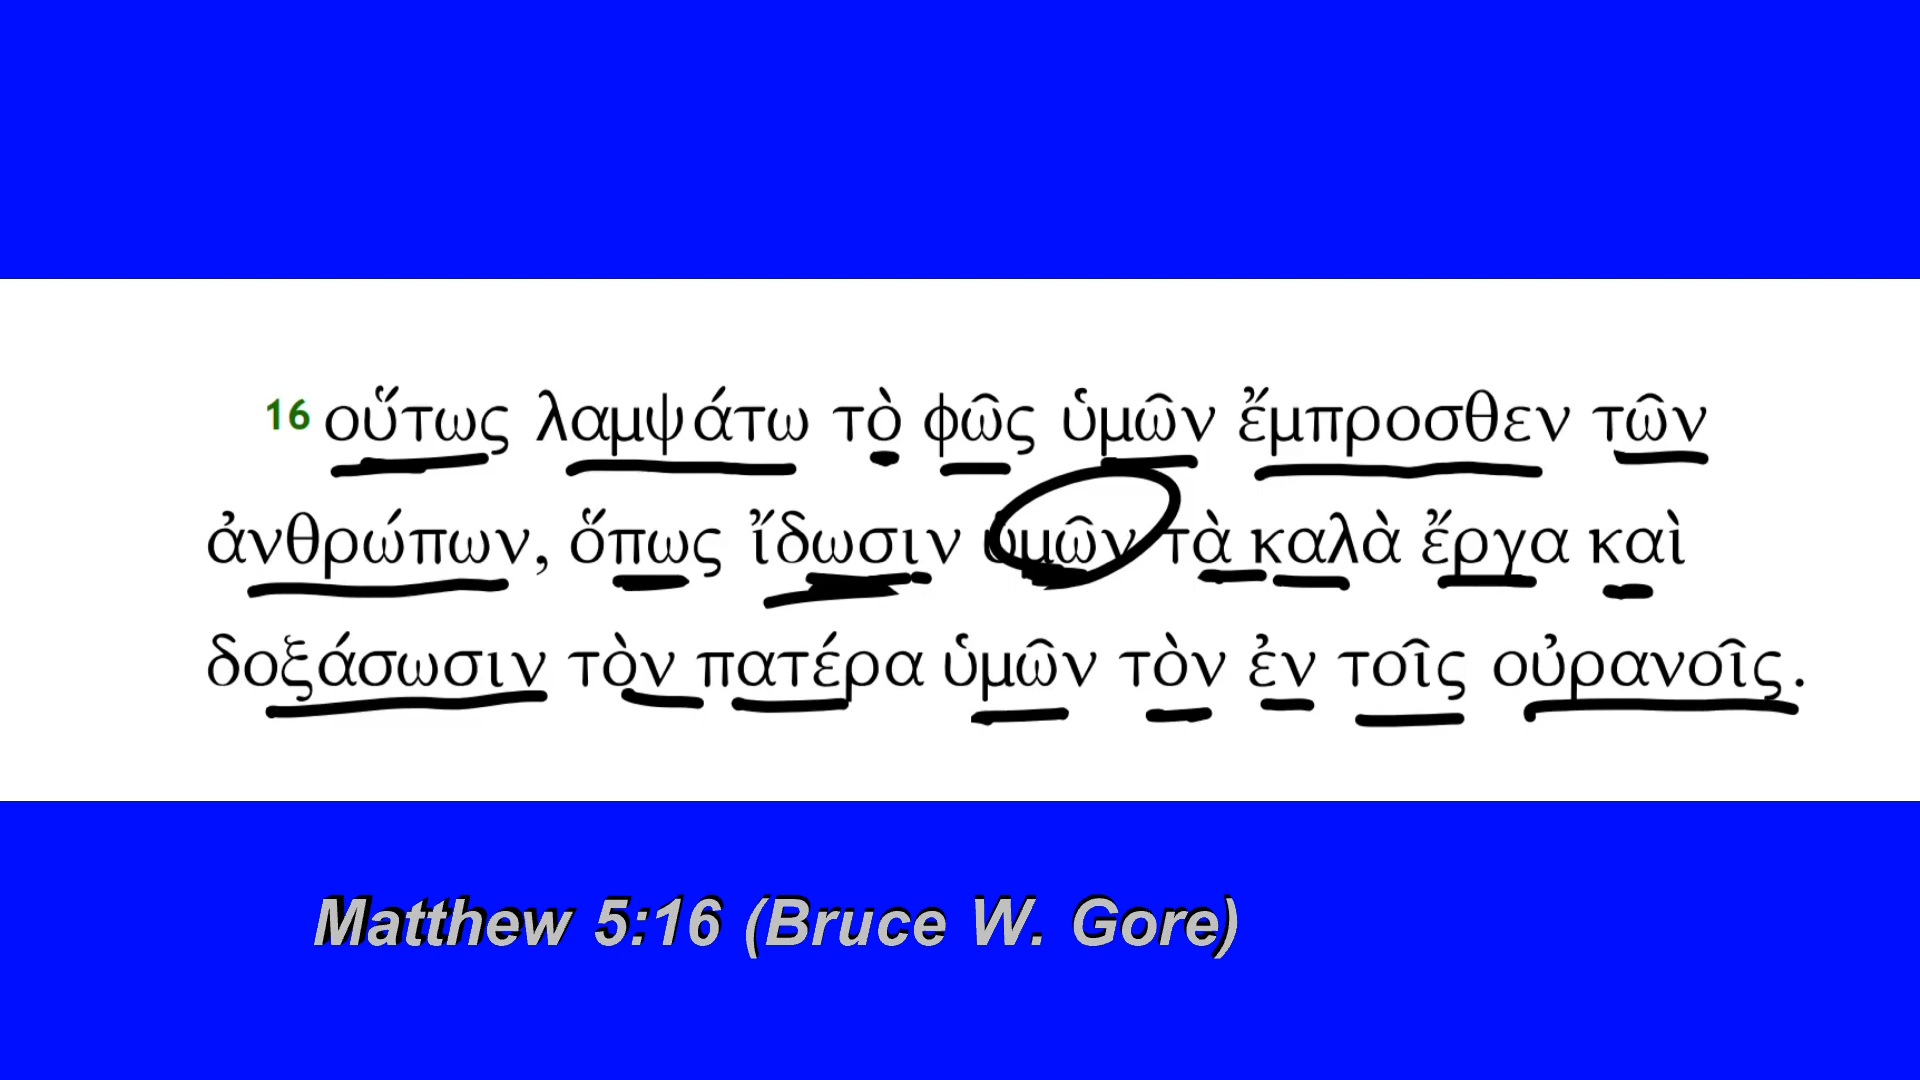 16 οὕτως λαμψάτω τὸ φῶς ὑμῶν ἔμπροσθεν τῶν
ἀνθρώπων, ὅπως ἴδωσιν ὑμῶν τὰ καλὰ ἔργα καὶ
δοξάσωσιν τὸν πατέρα ὑμῶν τὸν ἐν τοῖς οὐρανοῖς.
Matthew 5:16 (Bruce W. Gore)